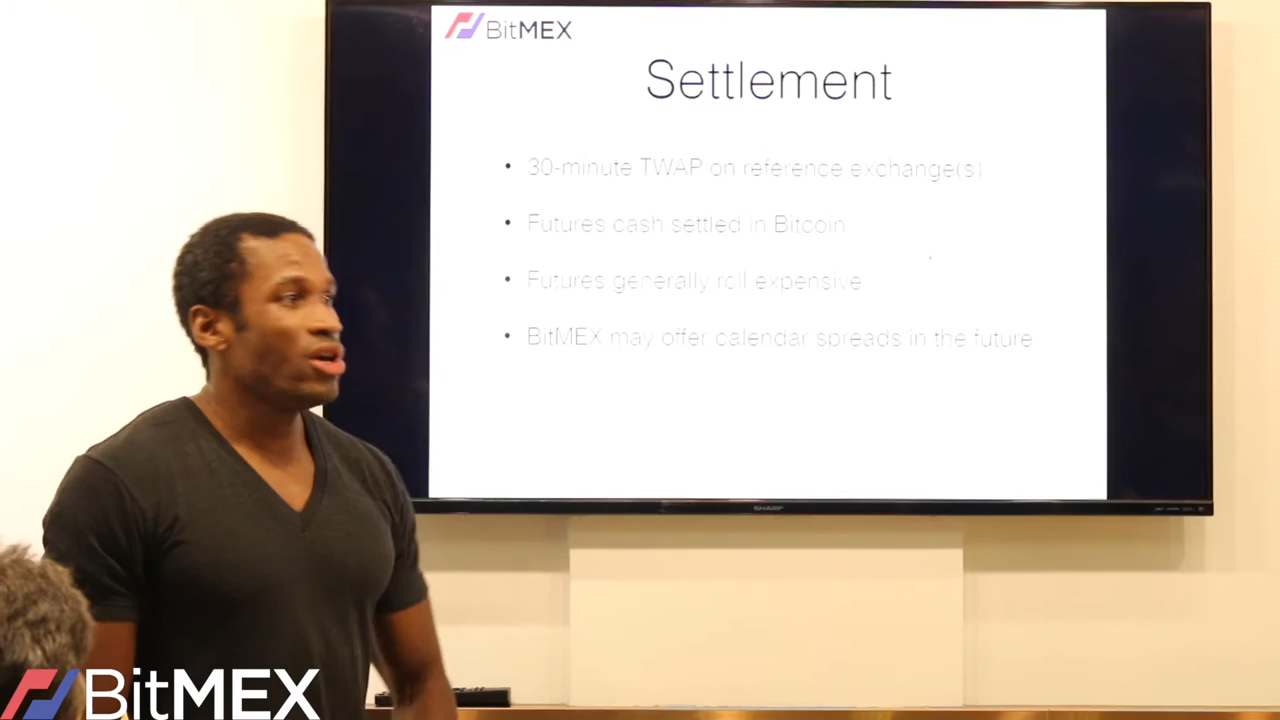 BitMEX
Settlement
• 30-minute TWAP on reference exchange(s)
• Futures cash settled in Bitcoin
• Futures generally roll expensive
• BitMEX may offer calendar spreads in the future
SHARP
BitMEX